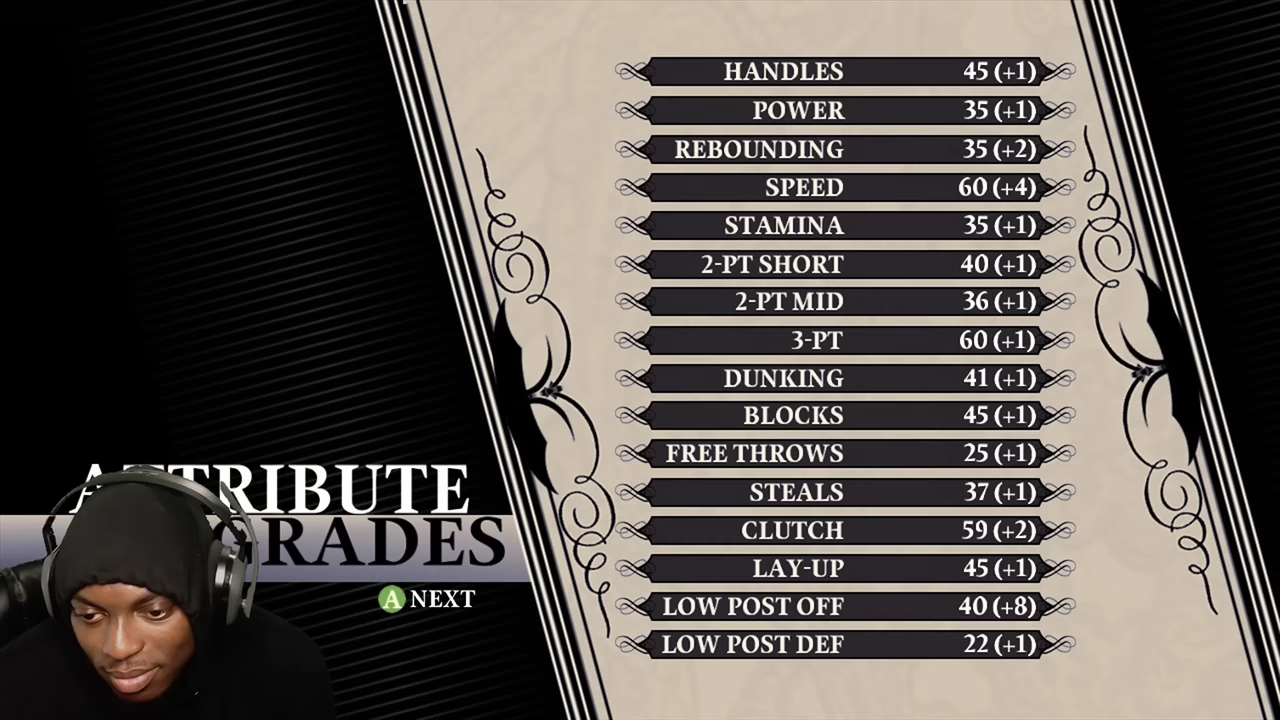 HANDLES 45 (+1)
POWER 35 (+1)
REBOUNDING 35 (+2)
SPEED 60 (+4)
STAMINA 35 (+1)
2-PT SHORT 40 (+1)
2-PT MID 36 (+1)
3-PT 60 (+1)
DUNKING 41 (+1)
BLOCKS 45 (+1)
FREE THROWS 25 (+1)
STEALS 37 (+1)
CLUTCH 59 (+2)
LAY-UP 45 (+1)
LOW POST OFF 40 (+8)
LOW POST DEF 22 (+1)
ATTRIBUTE
GRADES
A NEXT